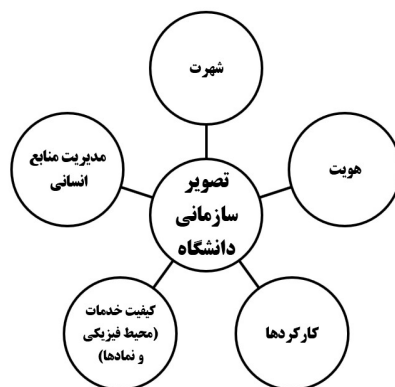 شهرت
هویت
مدیریت منابع
انسانی
تصویر
سازمانی
دانشگاه
کارکردها
کیفیت خدمات
(محیط فیزیکی
و نمادها)